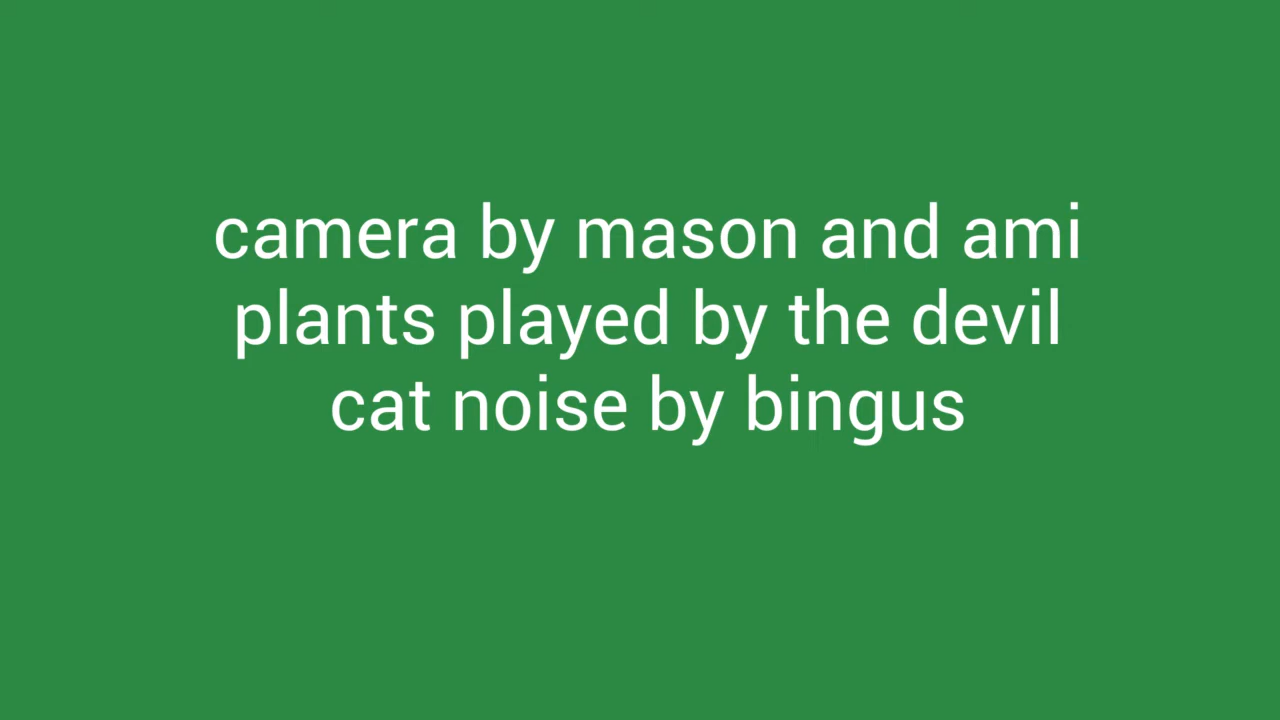 camera by mason and ami
plants played by the devil
cat noise by bingus